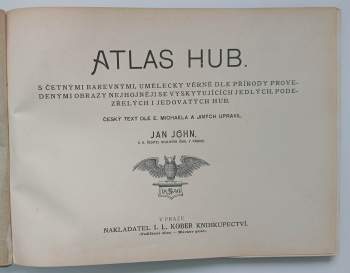 ATLAS HUB.
S ČETNÝMI BAREVNÝMI, UMĚLECKY VĚRNĚ DLE PŘÍRODY PROVE-
DENÝMI OBRAZY NEJHOJNĚJI SE VYSKYTUJÍCÍCH JEDLÝCH, PODE-
ZŘELÝCH I JEDOVATÝCH HUB.
ČESKÝ TEXT DLE E. MICHAELA A JINÝCH UPRAVIL
JAN JOHN,
V PRAZE.
NAKLADATEL I. L. KOBER KNIHKUPECTVÍ.